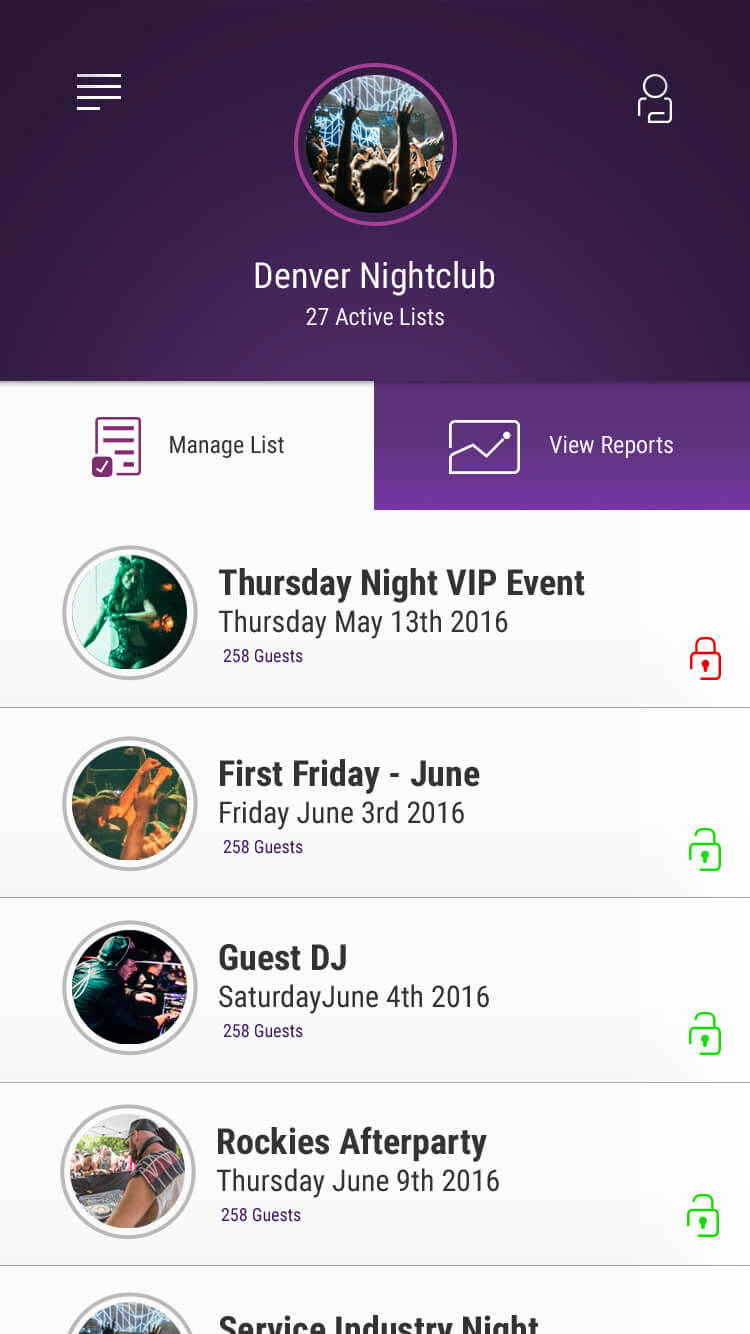 Denver Nightclub
27 Active Lists
Manage List
View Reports
Thursday Night VIP Event
Thursday May 13th 2016
258 Guests
First Friday - June
Friday June 3rd 2016
258 Guests
Guest DJ
SaturdayJune 4th 2016
258 Guests
Rockies Afterparty
Thursday June 9th 2016
258 Guests
Service Industry Night